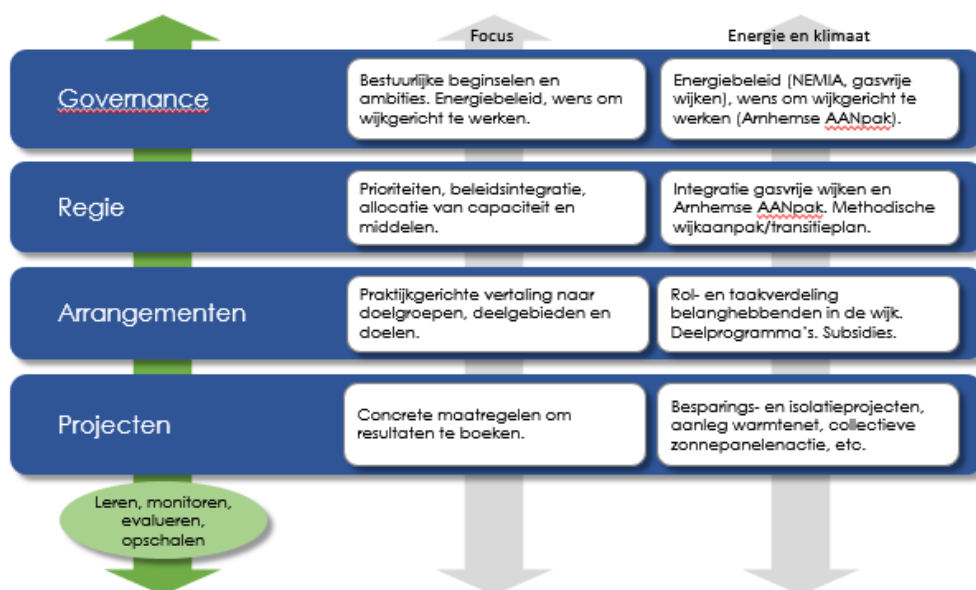 Focus
Energie en klimaat
Governance
Bestuurlijke beginselen en
ambities. Energiebeleid, wens om
wijkgericht te werken.
Energiebeleid (NEMIA, gasvrije
wijken), wens om wijkgericht te
werken (Arnhemse AANpak).
Regie
Prioriteiten, beleidsintegratie,
allocatie van capaciteit en
middelen.
Integratie gasvrije wijken en
Arnhemse AANpak. Methodische
wijkaanpak/transitieplan.
Arrangementen
Praktijkgerichte vertaling naar
doelgroepen, deelgebieden en
doelen.
Rol- en taakverdeling
belanghebbenden in de wijk.
Deelprogramma's. Subsidies.
Projecten
Concrete maatregelen om
resultaten te boeken.
Besparings- en isolatieprojecten,
aanleg warmtenet, collectieve
zonnepanelenactie, etc.
Leren, monitoren,
evalueren,
opschalen